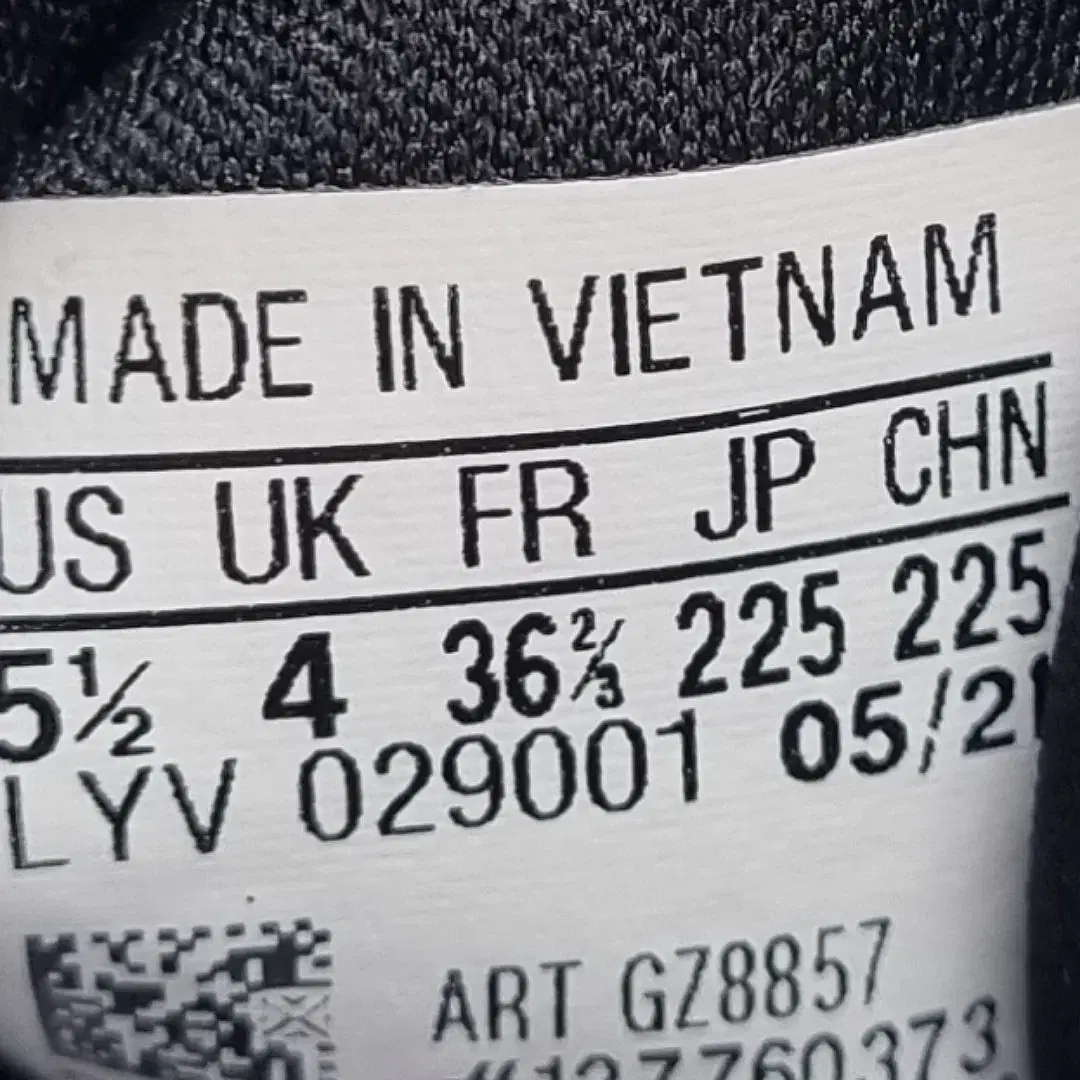 MADE IN VIETNAM
US UK FR JP CHN
5½ 4 36⅔ 225 225
LYV 029001 05/21
ART GZ8857